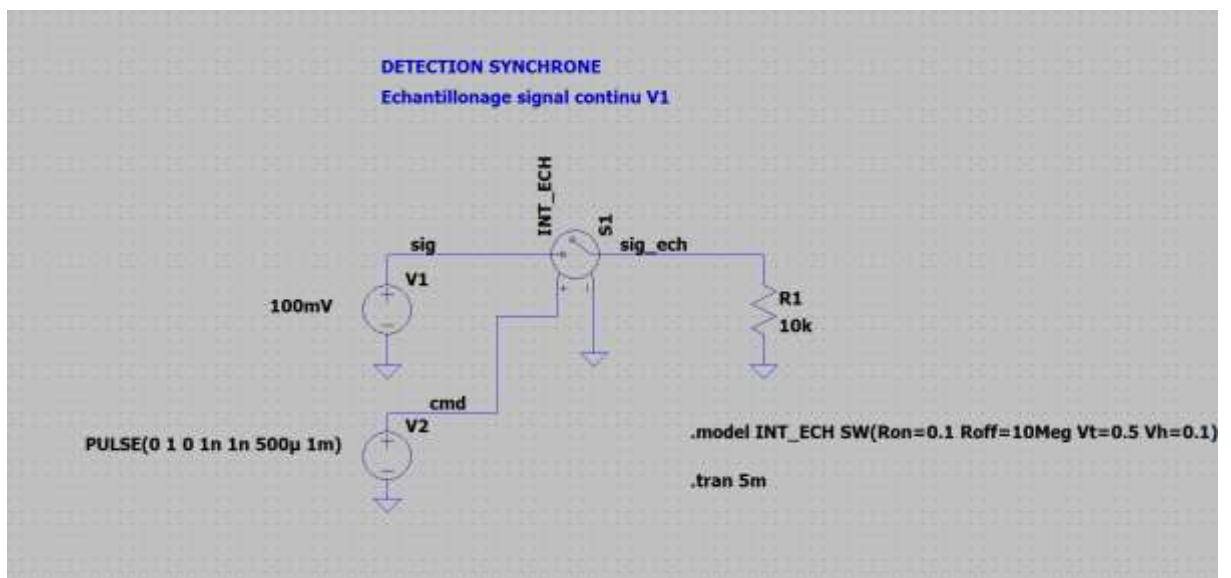 DETECTION SYNCHRONE
Echantillonage signal continu V1
INT_ECH
S1
sig
sig_ech
V1
100mV
R1
10k
cmd
V2
PULSE(0 1 0 1n 1n 500µ 1m)
.model INT_ECH SW(Ron=0.1 Roff=10Meg Vt=0.5 Vh=0.1)
.tran 5m